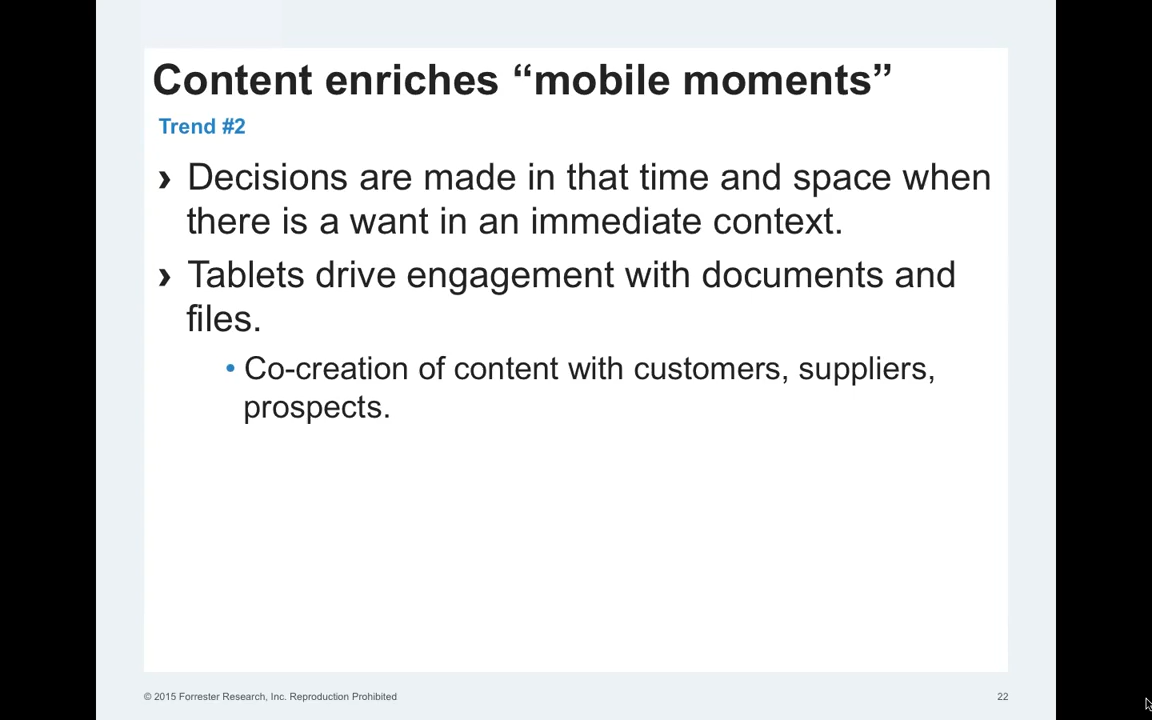 Content enriches “mobile moments”
Trend #2
› Decisions are made in that time and space when
there is a want in an immediate context.
› Tablets drive engagement with documents and
files.
• Co-creation of content with customers, suppliers,
prospects.
© 2015 Forrester Research, Inc. Reproduction Prohibited
22